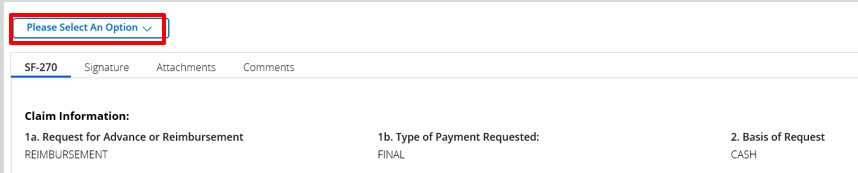 Please Select An Option
SF-270 Signature Attachments Comments
Claim Information:
1a. Request for Advance or Reimbursement 1b. Type of Payment Requested: 2. Basis of Request
REIMBURSEMENT FINAL CASH